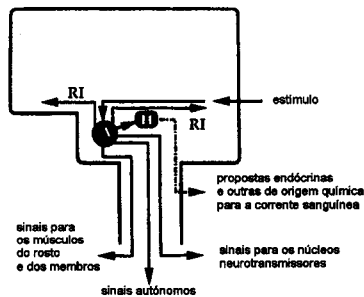 RI
estímulo
RI
propostas endócrinas
e outras de origem química
para a corrente sanguínea
sinais para
os músculos
do rosto
e dos membros
sinais para os núcleos
neurotransmissores
sinais autónomos